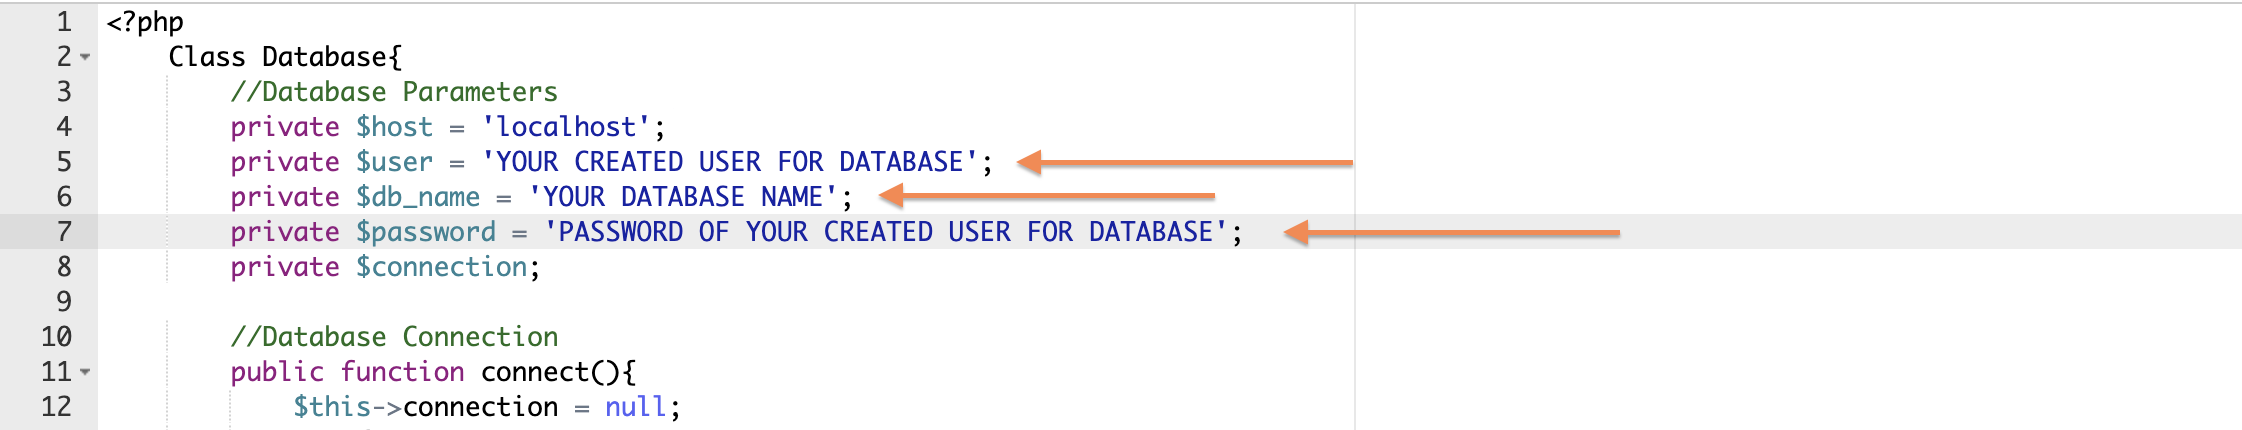 1 <?php
2 Class Database{
3 //Database Parameters
4 private $host = 'localhost';
5 private $user = 'YOUR CREATED USER FOR DATABASE';
6 private $db_name = 'YOUR DATABASE NAME';
7 private $password = 'PASSWORD OF YOUR CREATED USER FOR DATABASE';
8 private $connection;
9
10 //Database Connection
11 public function connect(){
12 $this->connection = null;